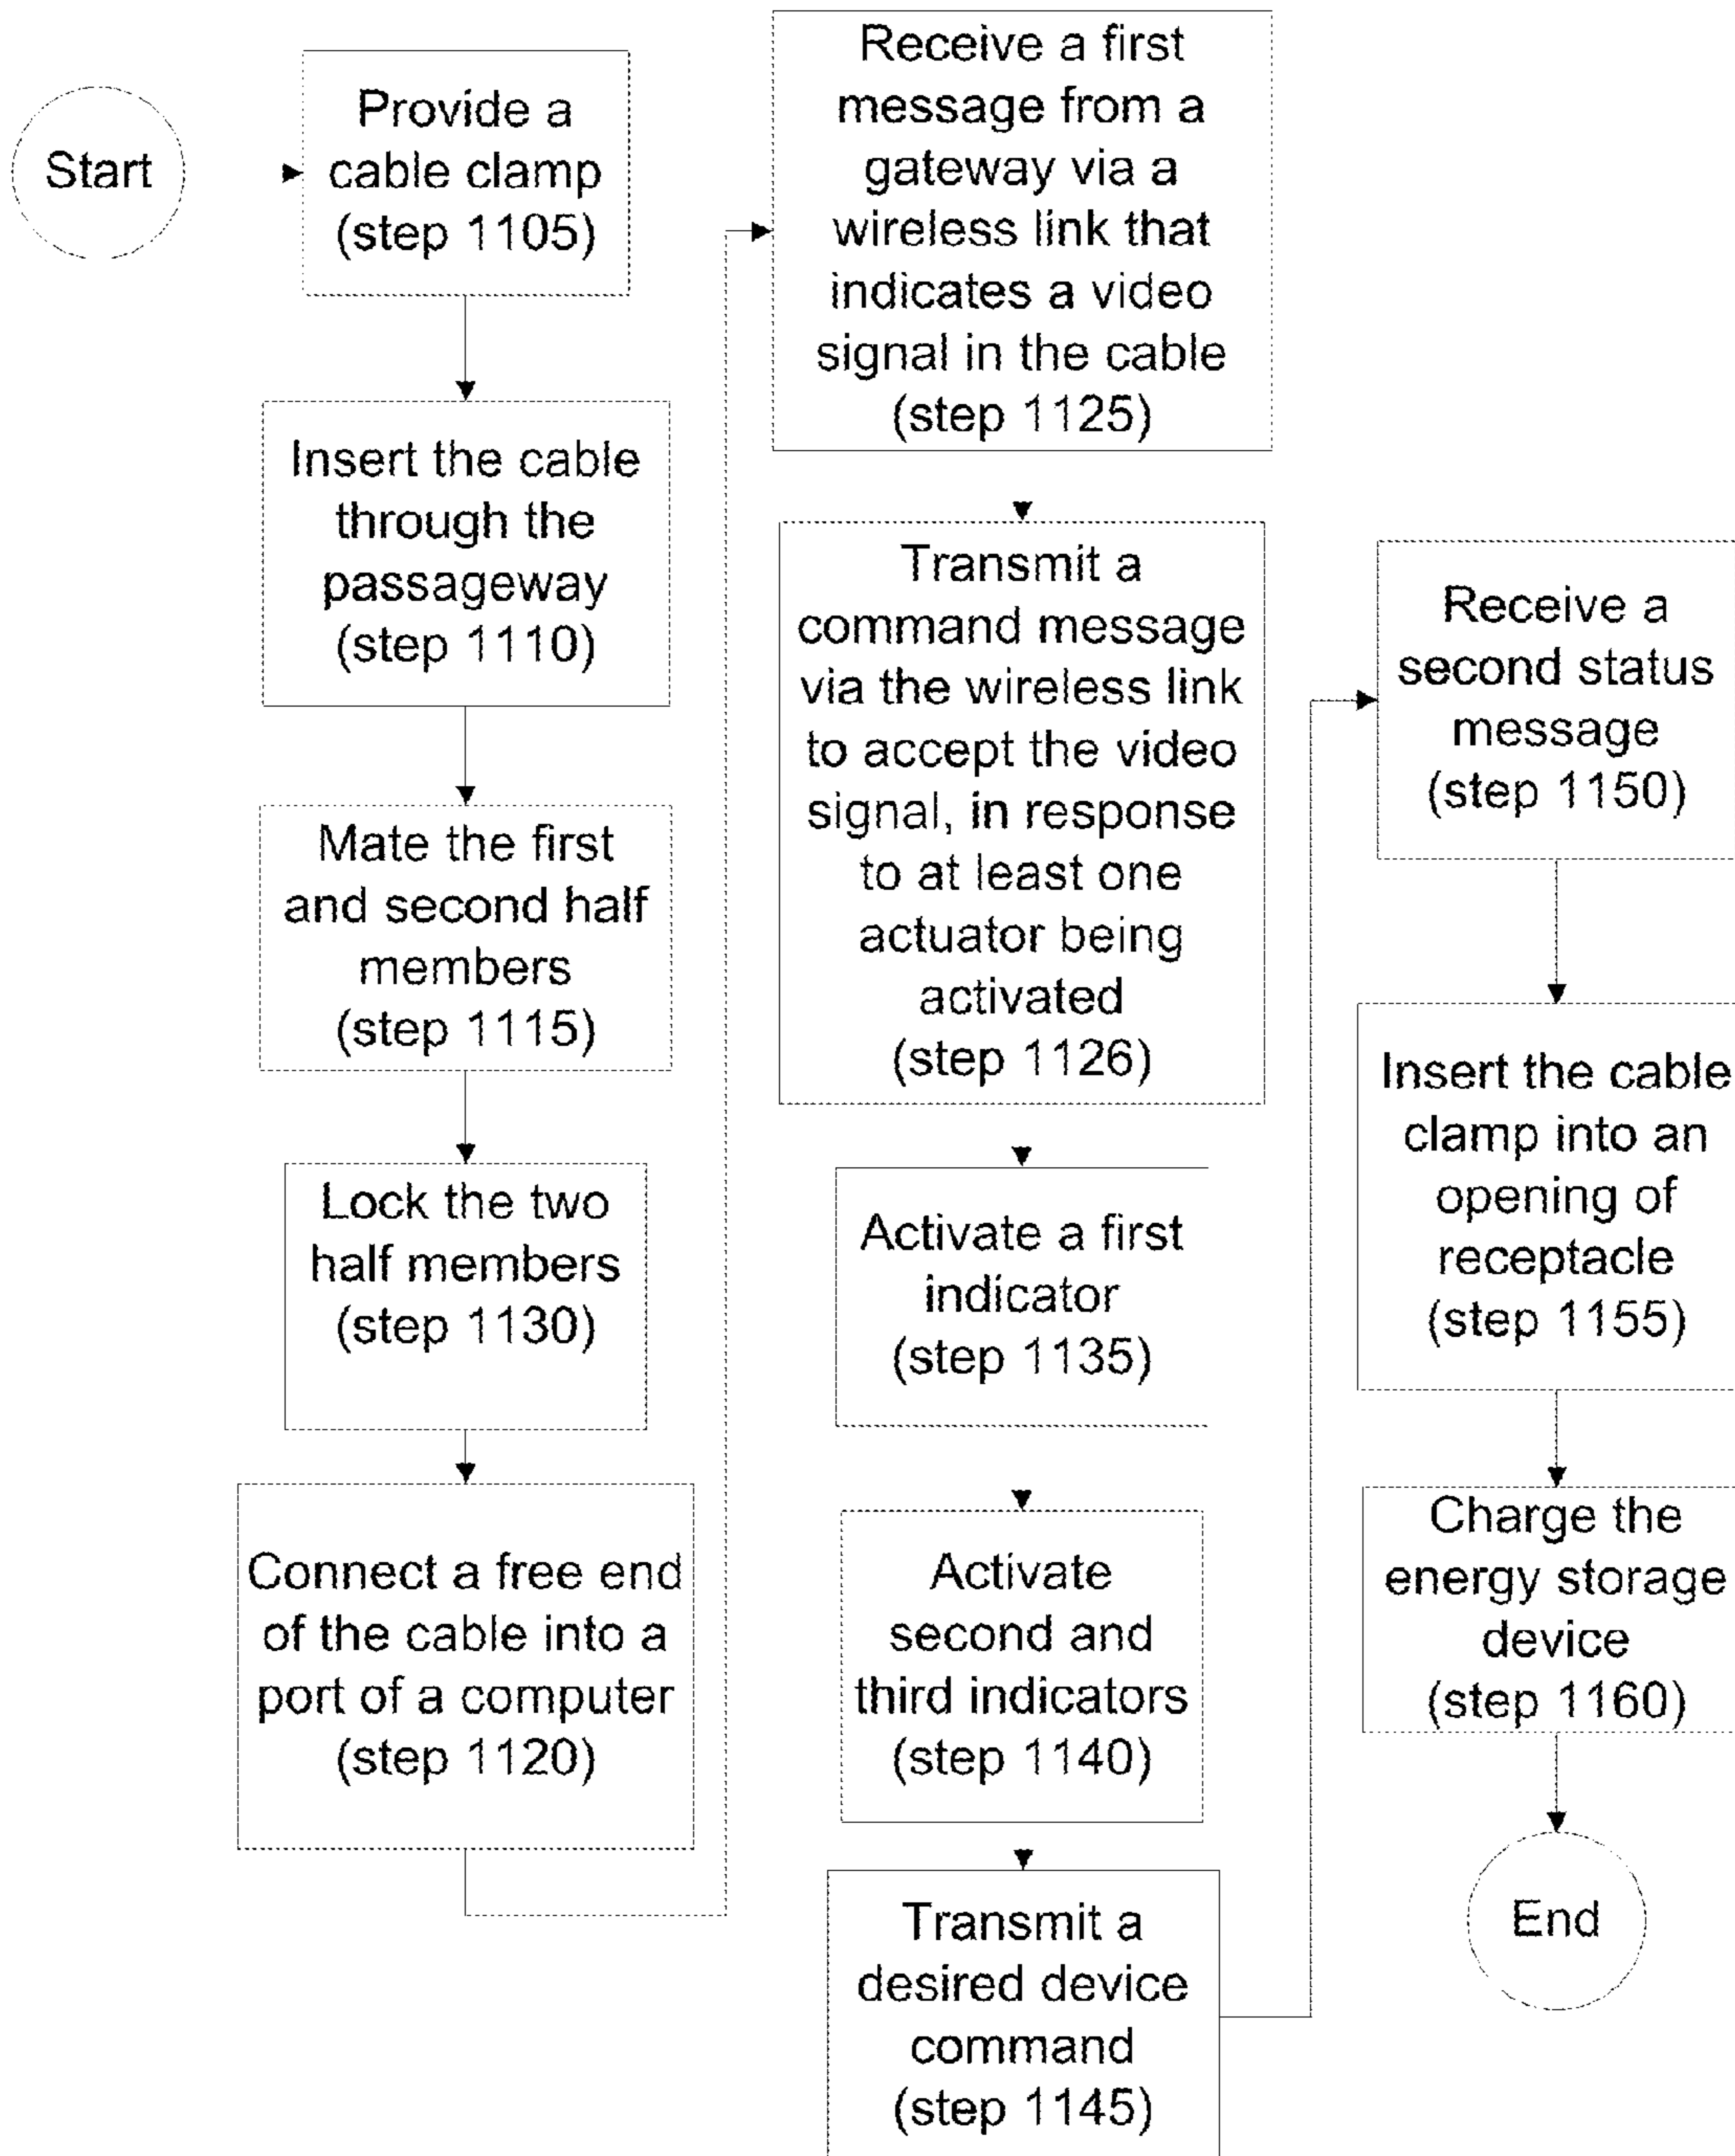 Start
Provide a
cable clamp
(step 1105)
Insert the cable
through the
passageway
(step 1110)
Mate the first
and second half
members
(step 1115)
Lock the two
half members
(step 1130)
Connect a free end
of the cable into a
port of a computer
(step 1120)
Receive a first
message from a
gateway via a
wireless link that
indicates a video
signal in the cable
(step 1125)
Transmit a
command message
via the wireless link
to accept the video
signal, in response
to at least one
actuator being
activated
(step 1126)
Activate a first
indicator
(step 1135)
Activate
second and
third indicators
(step 1140)
Transmit a
desired device
command
(step 1145)
Receive a
second status
message
(step 1150)
Insert the cable
clamp into an
opening of
receptacle
(step 1155)
Charge the
energy storage
device
(step 1160)
End